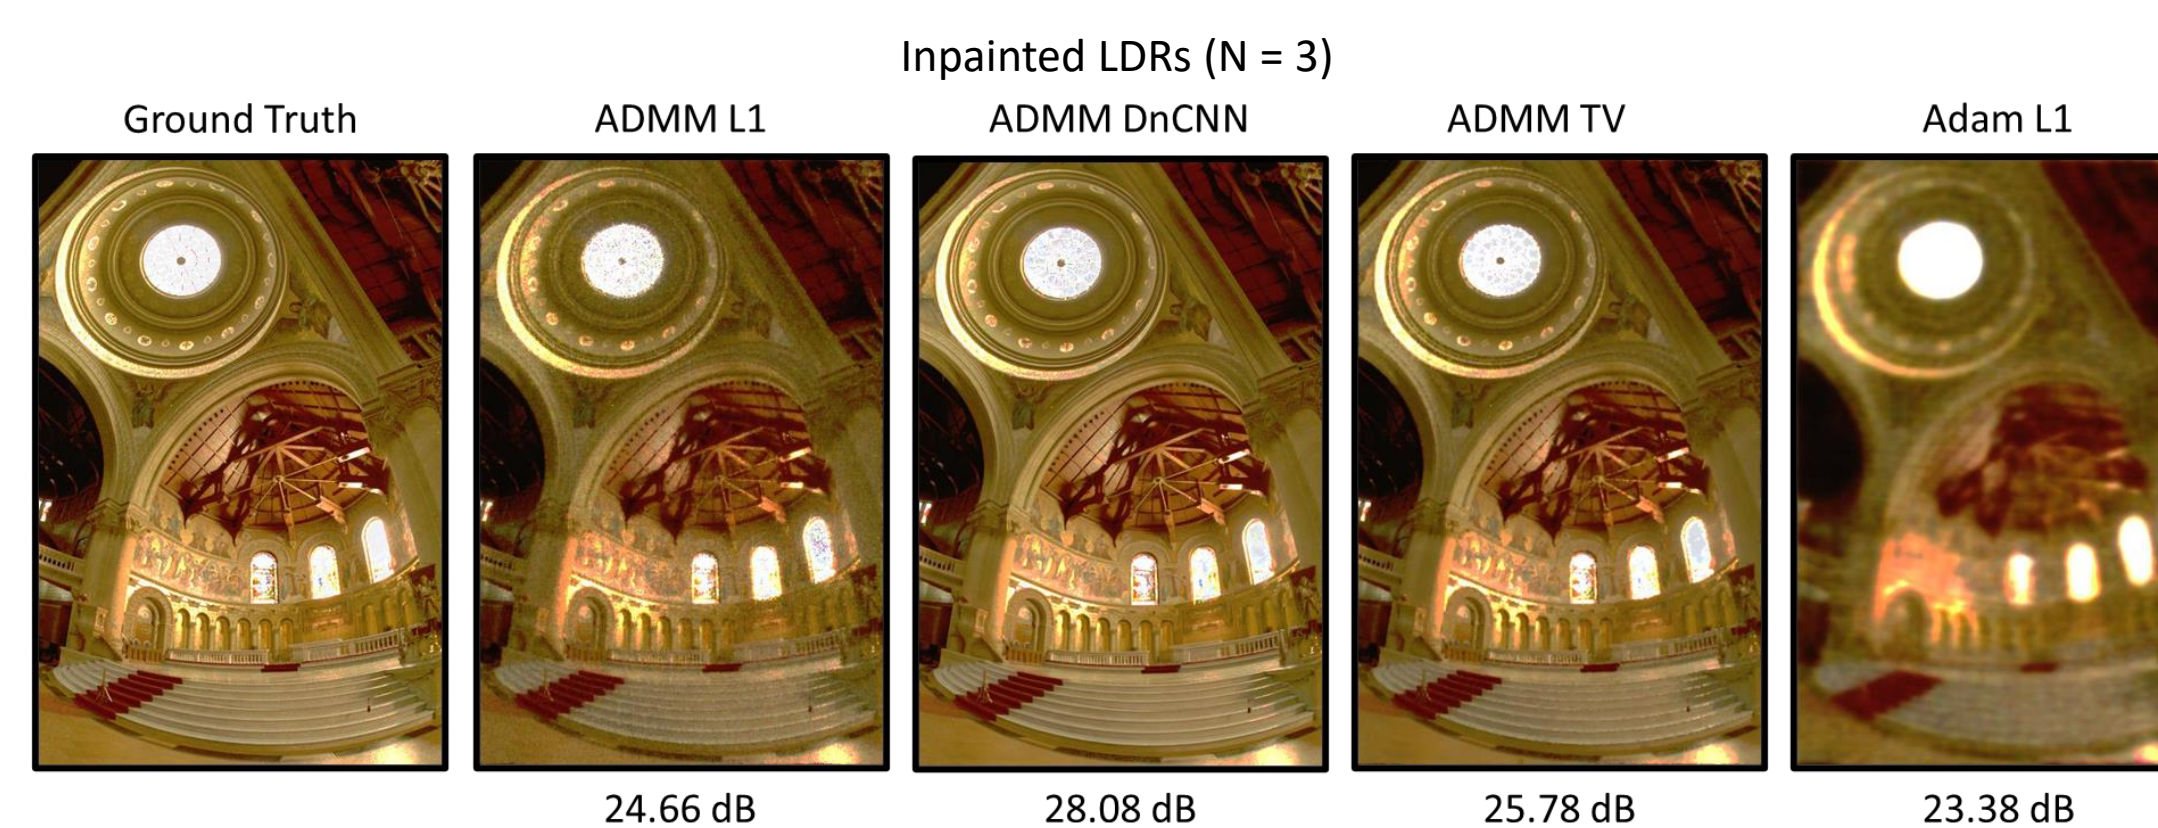 Inpainted LDRs (N = 3)
Ground Truth
ADMM L1
ADMM DnCNN
ADMM TV
Adam L1
24.66 dB
28.08 dB
25.78 dB
23.38 dB